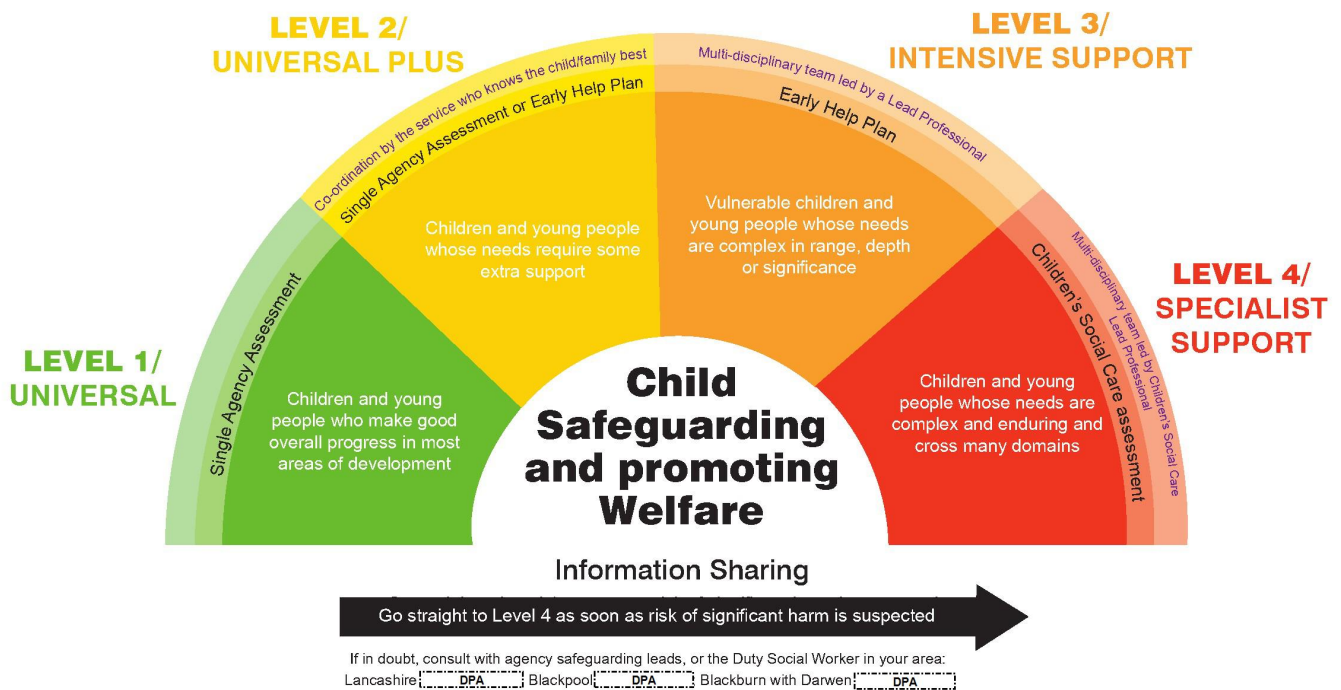 LEVEL 1/
UNIVERSAL
Single Agency Assessment
Children and young
people who make good
overall progress in most
areas of development
LEVEL 2/
UNIVERSAL PLUS
Co-ordination by the service who knows the child/family best
Single Agency Assessment or Early Help Plan
Children and young people
whose needs require some
extra support
LEVEL 3/
INTENSIVE SUPPORT
Multi-disciplinary team led by a Lead Professional
Early Help Plan
Vulnerable children and
young people whose needs
are complex in range, depth
or significance
LEVEL 4/
SPECIALIST
SUPPORT
Multi-disciplinary team led by Children's Social Care
Lead Professional
Children's Social Care assessment
Children and young
people whose needs are
complex and enduring and
cross many domains
Child
Safeguarding
and promoting
Welfare
Information Sharing
Go straight to Level 4 as soon as risk of significant harm is suspected
If in doubt, consult with agency safeguarding leads, or the Duty Social Worker in your area:
Lancashire DPA Blackpool DPA Blackburn with Darwen DPA